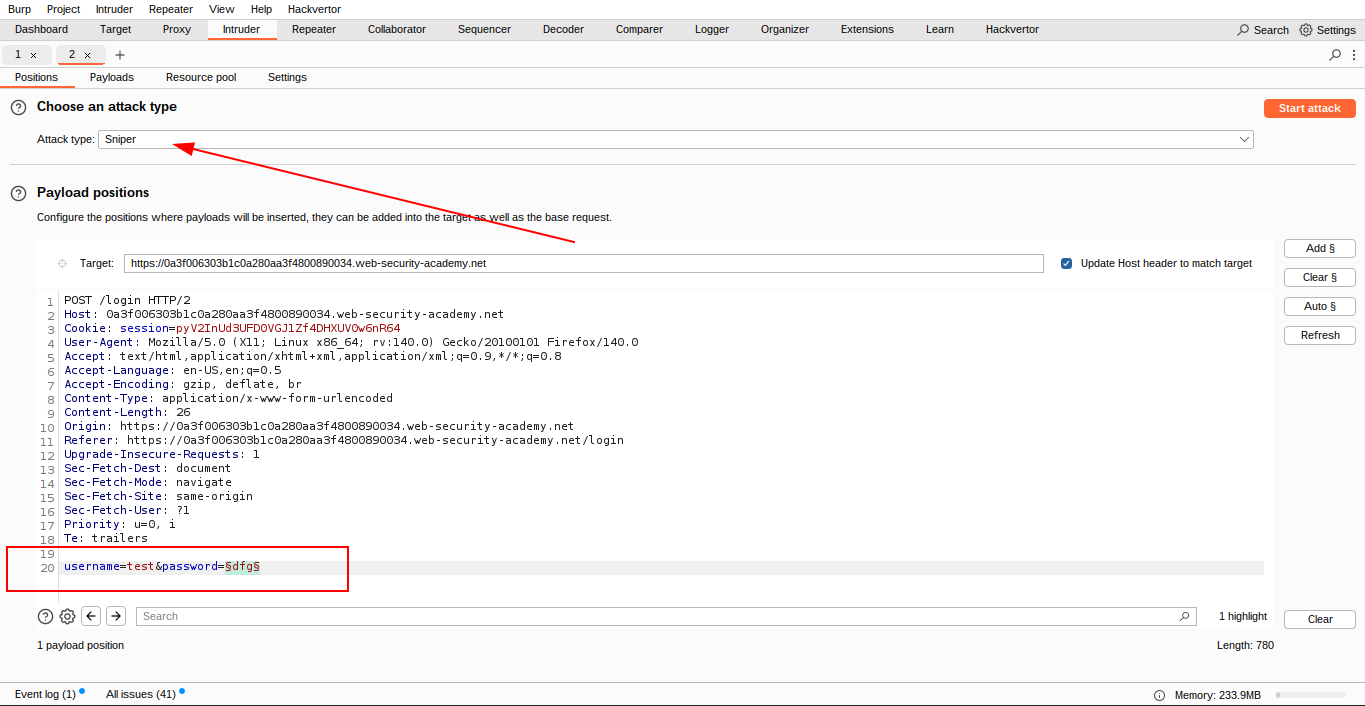 Burp Project Intruder Repeater View Help Hackvertor
Dashboard Target Proxy Intruder Repeater Collaborator Sequencer Decoder Comparer Logger Organizer Extensions Learn Hackvertor Search Settings
1 × 2 × +
Positions Payloads Resource pool Settings
? Choose an attack type Start attack
Attack type: Sniper
? Payload positions
Configure the positions where payloads will be inserted, they can be added into the target as well as the base request.
Add §
Target: https://0a3f006303b1c0a280aa3f4800890034.web-security-academy.net Update Host header to match target
Clear §
1 POST /login HTTP/2
Auto §
2 Host: 0a3f006303b1c0a280aa3f4800890034.web-security-academy.net
3 Cookie: session=pyV2InUd3UFD0VGJ1Zf4DHXUV0w6nR64
Refresh
4 User-Agent: Mozilla/5.0 (X11; Linux x86_64; rv:140.0) Gecko/20100101 Firefox/140.0
5 Accept: text/html,application/xhtml+xml,application/xml;q=0.9,*/*;q=0.8
6 Accept-Language: en-US,en;q=0.5
7 Accept-Encoding: gzip, deflate, br
8 Content-Type: application/x-www-form-urlencoded
9 Content-Length: 26
10 Origin: https://0a3f006303b1c0a280aa3f4800890034.web-security-academy.net
11 Referer: https://0a3f006303b1c0a280aa3f4800890034.web-security-academy.net/login
12 Upgrade-Insecure-Requests: 1
13 Sec-Fetch-Dest: document
14 Sec-Fetch-Mode: navigate
15 Sec-Fetch-Site: same-origin
16 Sec-Fetch-User: ?1
17 Priority: u=0, i
18 Te: trailers
19
20 username=test&password=§dfg§
? Search 1 highlight Clear
1 payload position Length: 780
Event log (1) All issues (41) Memory: 233.9MB